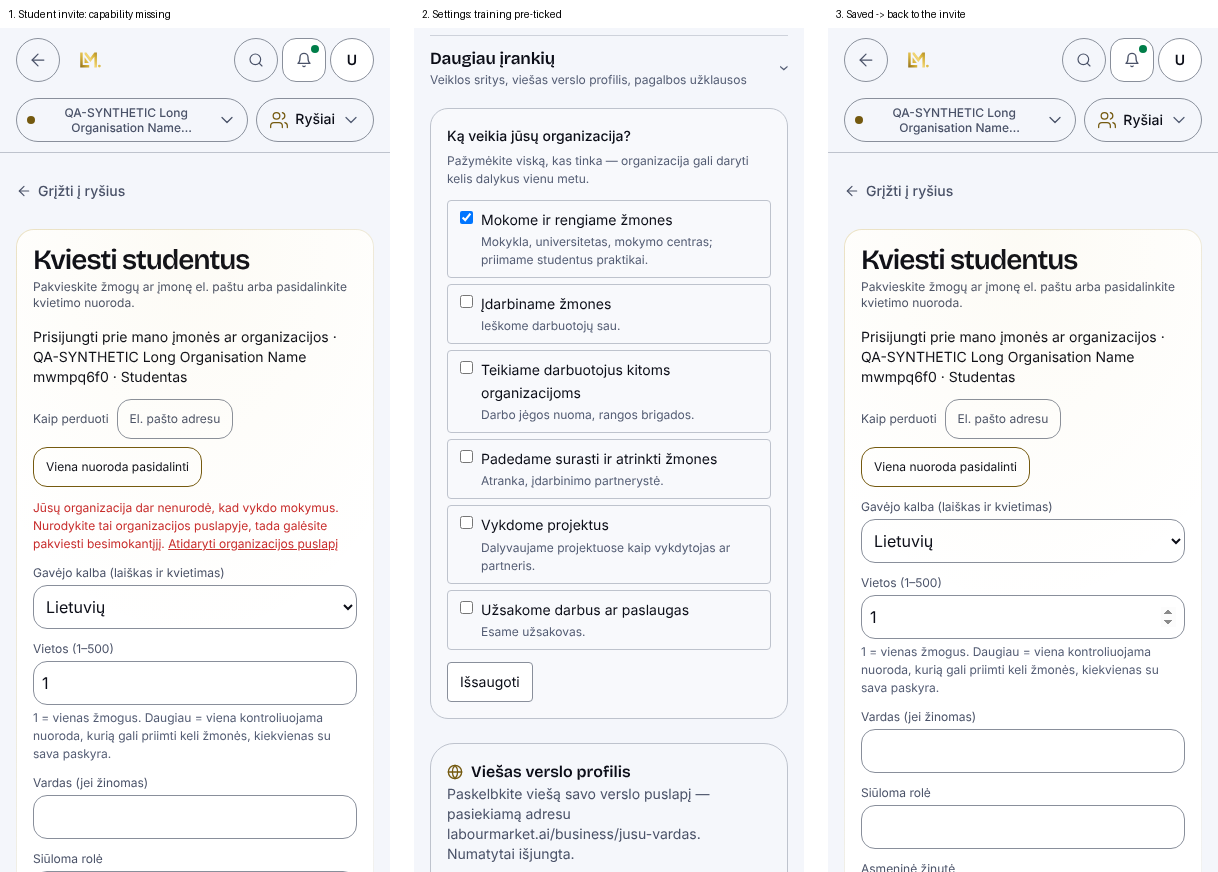 1. Student invite: capability missing
U
QA-SYNTHETIC Long
Organisation Name...
Ryšiai
Grįžti į ryšius
Kviesti studentus
Pakvieskite žmogų ar įmonę el. paštu arba pasidalinkite
kvietimo nuoroda.
Prisijungti prie mano įmonės ar organizacijos ·
QA-SYNTHETIC Long Organisation Name
mwmpq6f0 · Studentas
Kaip perduoti
El. pašto adresu
Viena nuoroda pasidalinti
Jūsų organizacija dar nenurodė, kad vykdo mokymus.
Nurodykite tai organizacijos puslapyje, tada galėsite
pakviesti besimokantįjį. Atidaryti organizacijos puslapį
Gavėjo kalba (laiškas ir kvietimas)
Lietuvių
Vietos (1–500)
1
1 = vienas žmogus. Daugiau = viena kontroliuojama
nuoroda, kurią gali priimti keli žmonės, kiekvienas su
sava paskyra.
Vardas (jei žinomas)
Siūloma rolė
2. Settings: training pre-ticked
Daugiau įrankių
Veiklos sritys, viešas verslo profilis, pagalbos užklausos
Ką veikia jūsų organizacija?
Pažymėkite viską, kas tinka — organizacija gali daryti
kelis dalykus vienu metu.
Mokome ir rengiame žmones
Mokykla, universitetas, mokymo centras;
priimame studentus praktikai.
Įdarbiname žmones
Ieškome darbuotojų sau.
Teikiame darbuotojus kitoms
organizacijoms
Darbo jėgos nuoma, rangos brigados.
Padedame surasti ir atrinkti žmones
Atranka, įdarbinimo partnerystė.
Vykdome projektus
Dalyvaujame projektuose kaip vykdytojas ar
partneris.
Užsakome darbus ar paslaugas
Esame užsakovas.
Išsaugoti
Viešas verslo profilis
Paskelbkite viešą savo verslo puslapį —
pasiekiamą adresu
labourmarket.ai/business/jusu-vardas.
Numatytai išjungta.
3. Saved -> back to the invite
U
QA-SYNTHETIC Long
Organisation Name...
Ryšiai
Grįžti į ryšius
Kviesti studentus
Pakvieskite žmogų ar įmonę el. paštu arba pasidalinkite
kvietimo nuoroda.
Prisijungti prie mano įmonės ar organizacijos ·
QA-SYNTHETIC Long Organisation Name
mwmpq6f0 · Studentas
Kaip perduoti
El. pašto adresu
Viena nuoroda pasidalinti
Gavėjo kalba (laiškas ir kvietimas)
Lietuvių
Vietos (1–500)
1
1 = vienas žmogus. Daugiau = viena kontroliuojama
nuoroda, kurią gali priimti keli žmonės, kiekvienas su
sava paskyra.
Vardas (jei žinomas)
Siūloma rolė
Asmeninė žinutė